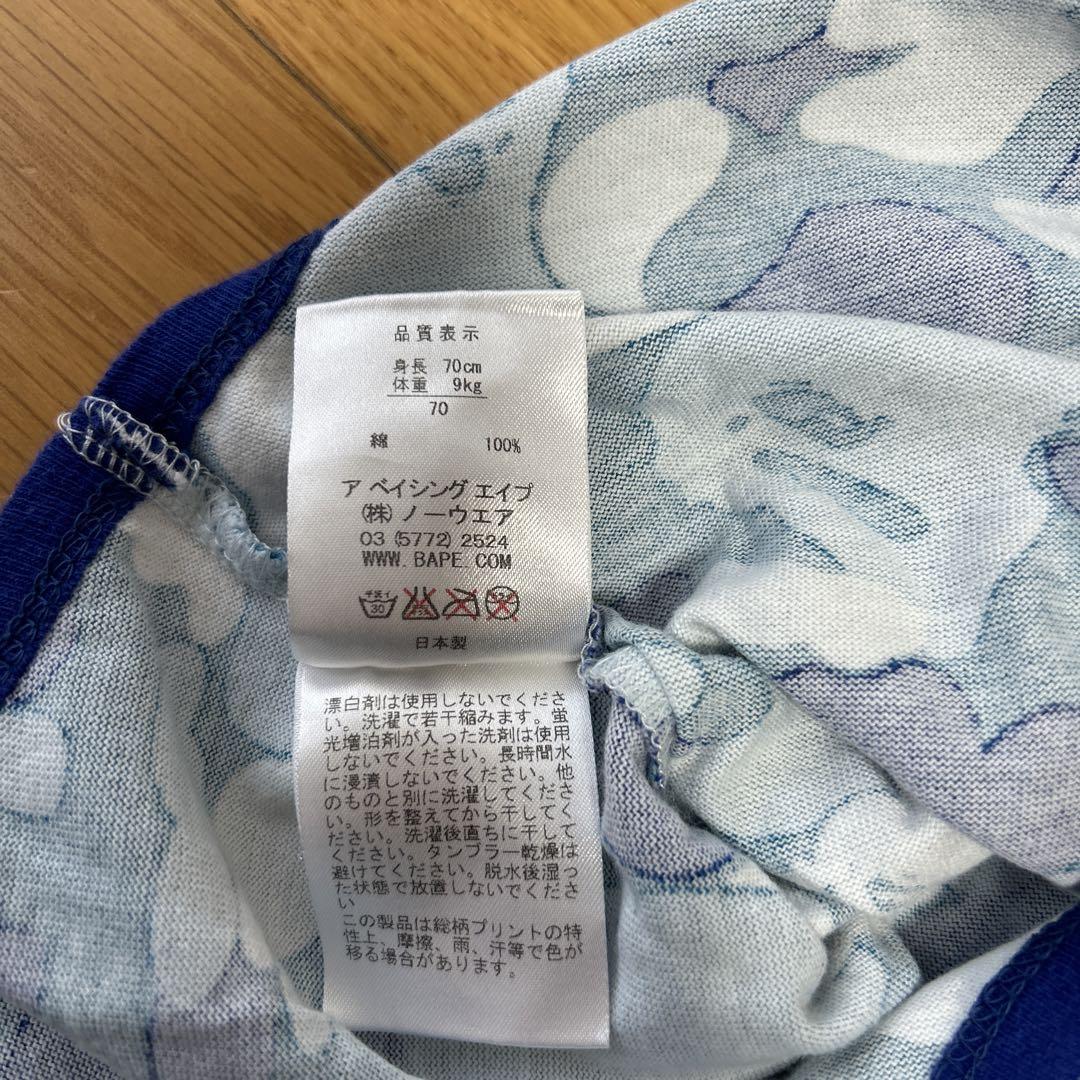 品質表示
身長 70cm
体重 9kg
70
綿 100%
ア ベイシング エイプ
(株) ノーウエア
03 (5772) 2524
WWW. BAPE. COM
手洗イ
30
日本製
漂白剤は使用しないでくださ
い。洗濯で若干縮みます。蛍
光増泊剤が入った洗剤は使用
しないでください。長時間水
に浸漬しないでください。他
のものと別に洗濯してくださ
い。形を整えてから干してく
ださい。洗濯後直ちに干して
ください。タンブラー乾燥は
避けてください。脱水後湿っ
た状態で放置しないでくださ
い
この製品は総柄プリントの特
性上、摩擦、雨、汗等で色が
移る場合があります。